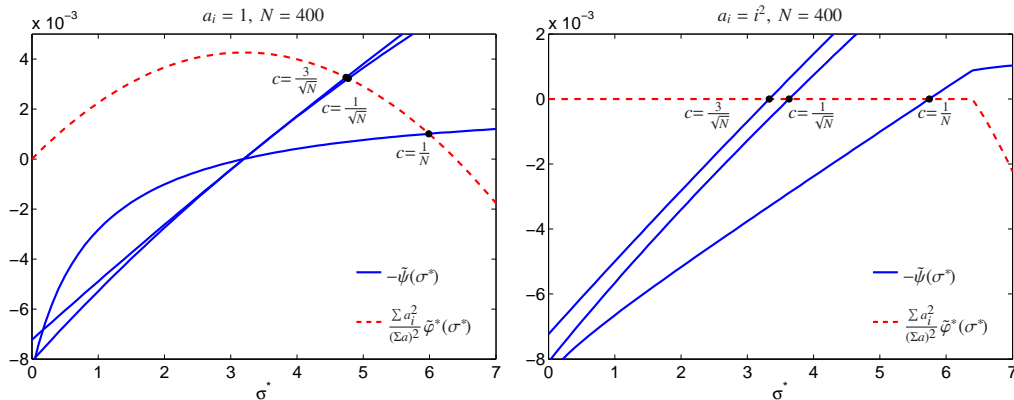 a_i = 1, N = 400
× 10⁻³
4
2
0
−2
−4
−6
−8
0 1 2 3 4 5 6 7
σ*
c=3/√N
c=1/√N
c=1/N
−ψ̃(σ*)
Σ a_i²/(Σa)² φ̃*(σ*)
a_i = i², N = 400
× 10⁻³
2
0
−2
−4
−6
−8
0 1 2 3 4 5 6 7
σ*
c=3/√N
c=1/√N
c=1/N
−ψ̃(σ*)
Σ a_i²/(Σa)² φ̃*(σ*)